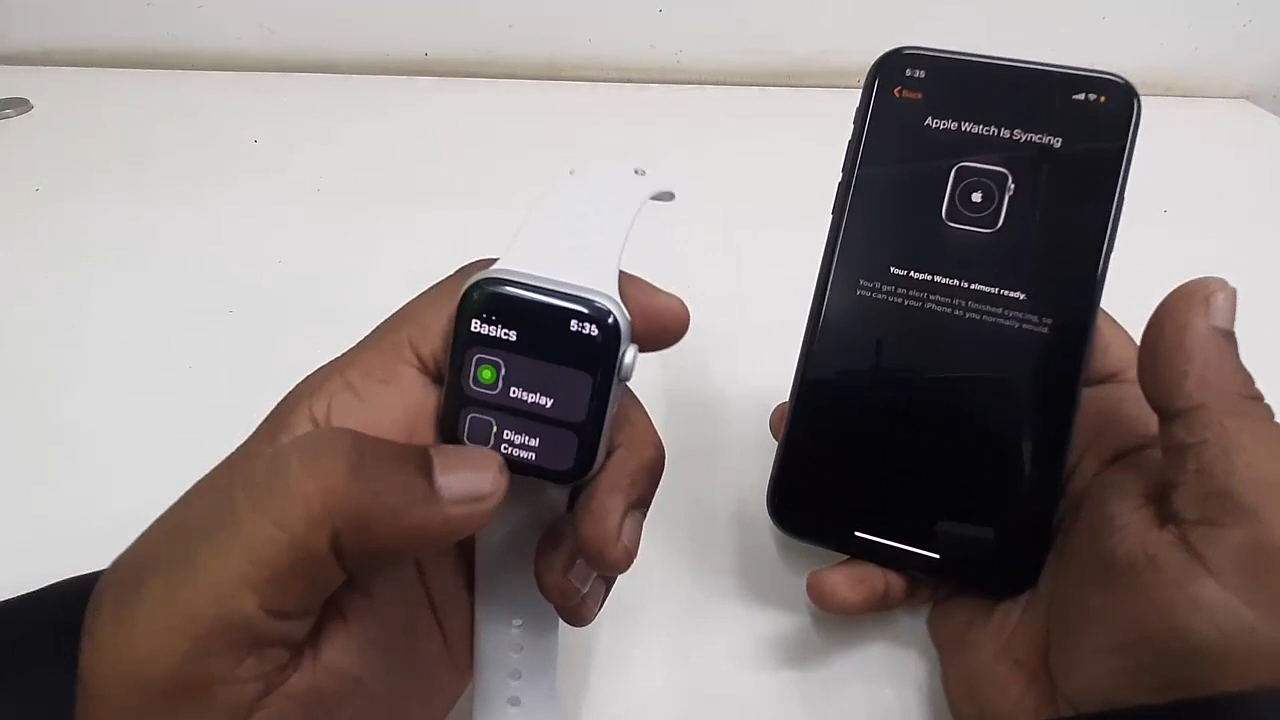 Basics
5:35
Display
Digital
Crown
5:35
Back
Apple Watch Is Syncing
Your Apple Watch is almost ready.
You'll get an alert when it's finished syncing, so
you can use your iPhone as you normally would.